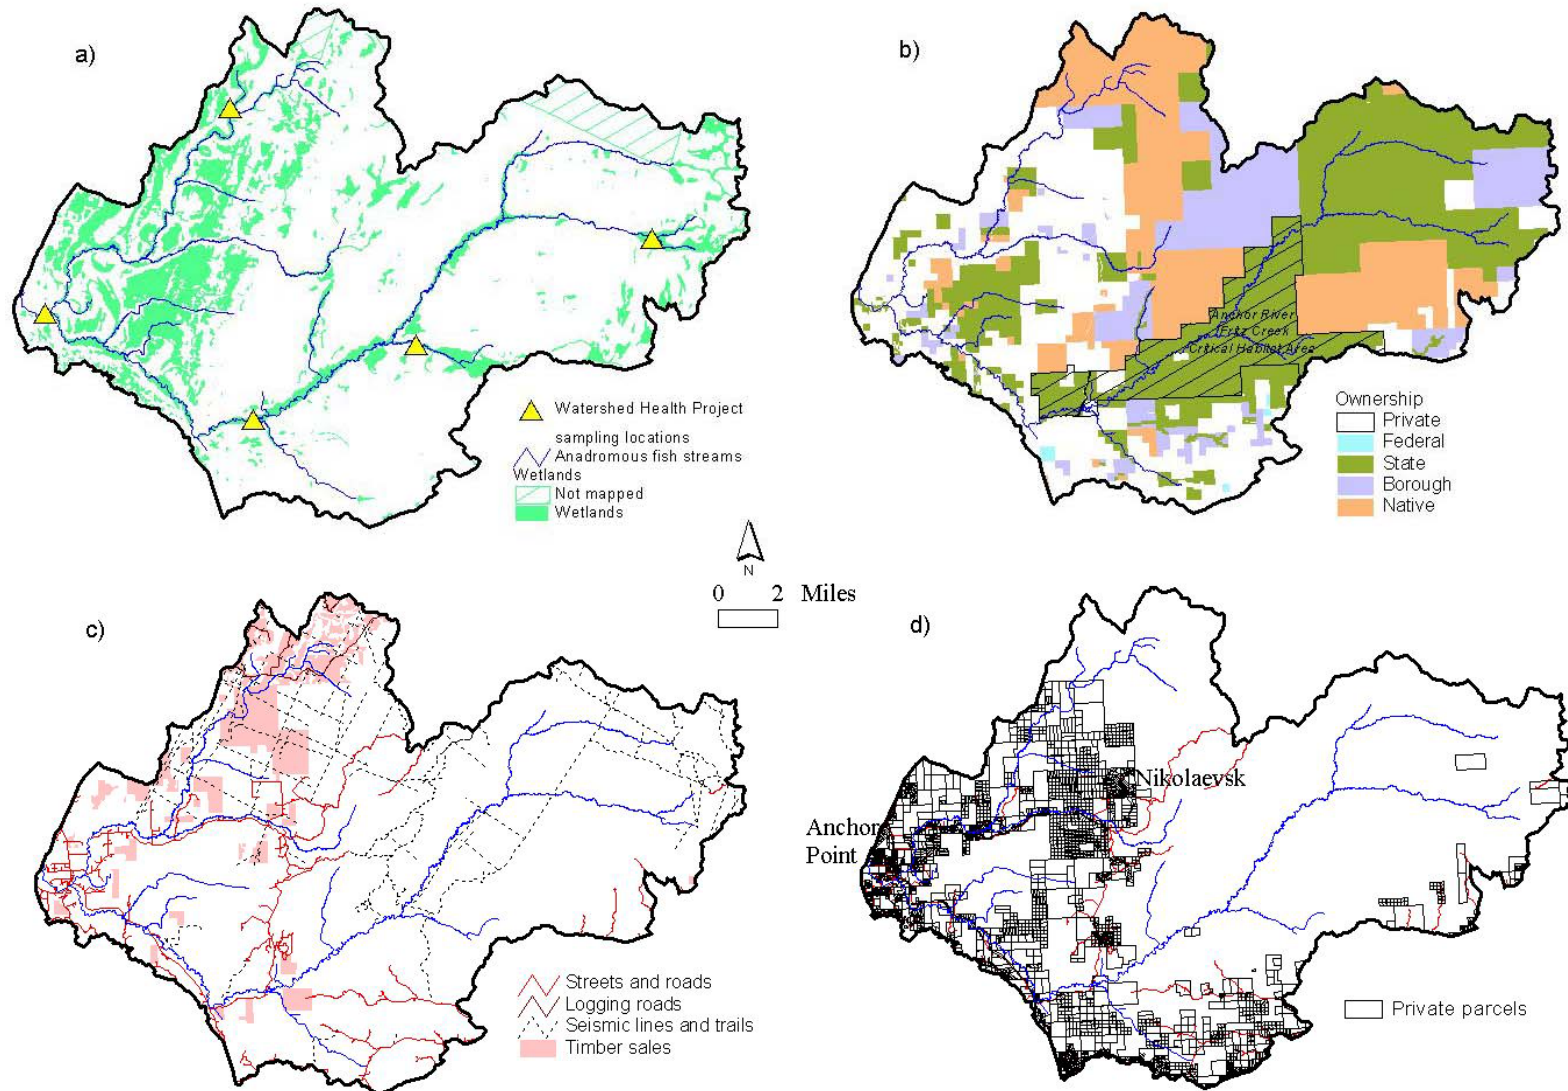 a)
Watershed Health Project
sampling locations
Anadromous fish streams
Wetlands
Not mapped
Wetlands
b)
Anchor River
Fritz Creek
Critical Habitat Area
Ownership
Private
Federal
State
Borough
Native
N
0 2 Miles
c)
Streets and roads
Logging roads
Seismic lines and trails
Timber sales
d)
Nikolaevsk
Anchor
Point
Private parcels